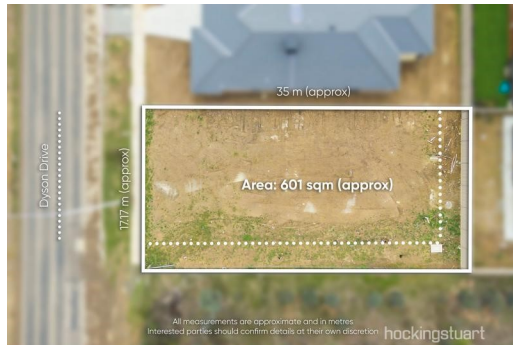 35 m (approx)
Dyson Drive
17.17 m (approx)
Area: 601 sqm (approx)
All measurements are approximate and in metres
Interested parties should confirm details at their own discretion
hockingstuart